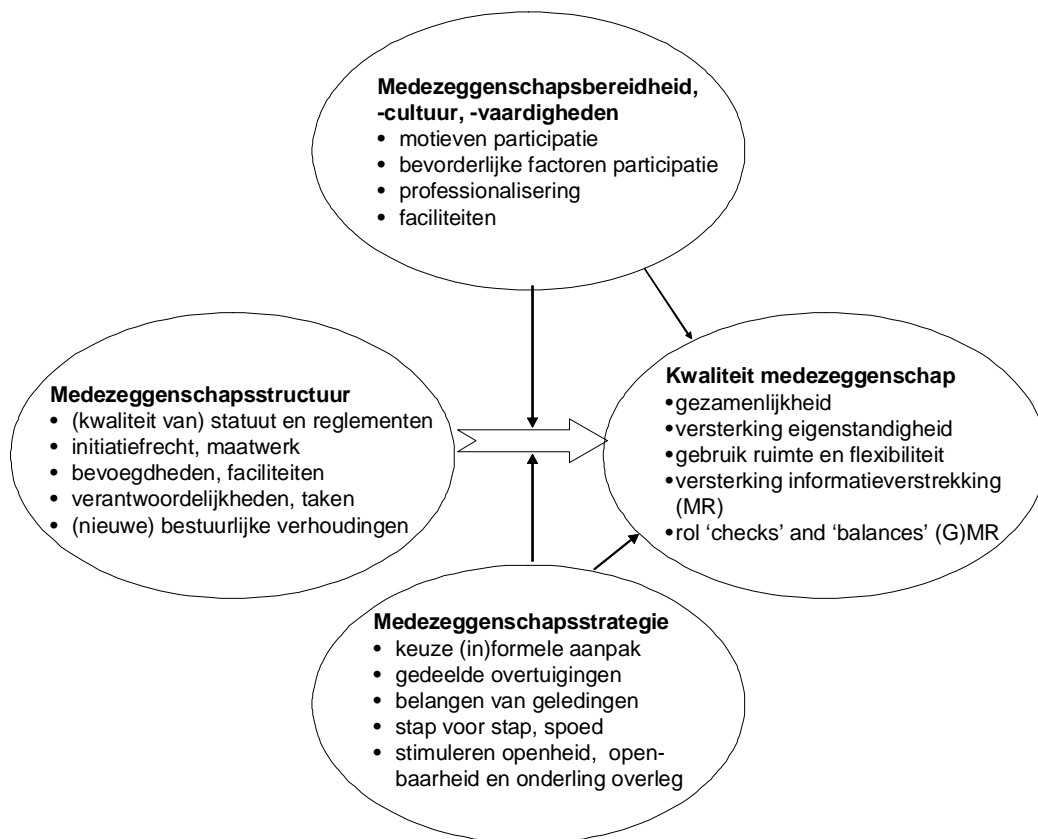 Medezeggenschapsbereidheid,
-cultuur, -vaardigheden
• motieven participatie
• bevorderlijke factoren participatie
• professionalisering
• faciliteiten
Medezeggenschapsstructuur
• (kwaliteit van) statuut en reglementen
• initiatiefrecht, maatwerk
• bevoegdheden, faciliteiten
• verantwoordelijkheden, taken
• (nieuwe) bestuurlijke verhoudingen
Kwaliteit medezeggenschap
•gezamenlijkheid
•versterking eigenstandigheid
•gebruik ruimte en flexibiliteit
•versterking informatieverstrekking
(MR)
•rol ‘checks’ and ‘balances’ (G)MR
Medezeggenschapsstrategie
• keuze (in)formele aanpak
• gedeelde overtuigingen
• belangen van geledingen
• stap voor stap, spoed
• stimuleren openheid, open-
baarheid en onderling overleg